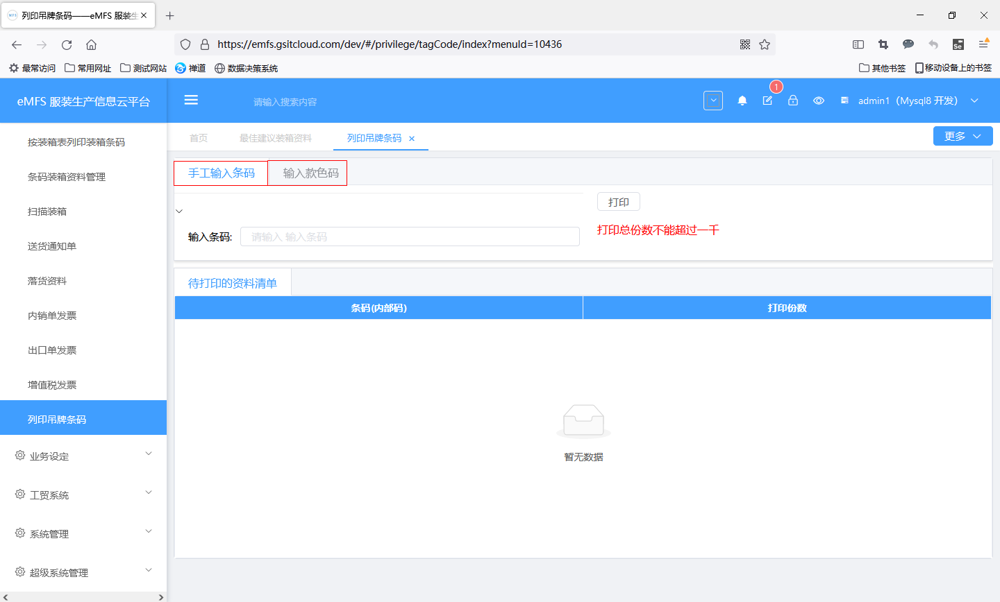 列印吊牌条码——eMFS 服装生
https://emfs.gsitcloud.com/dev/#/privilege/tagCode/index?menuId=10436
最常访问 常用网址 测试网站 禅道 数据决策系统 其他书签 移动设备上的书签
eMFS 服装生产信息云平台
请输入搜索内容
1
admin1（Mysql8 开发）
首页 最佳建议装箱资料 列印吊牌条码
更多
按装箱表列印装箱条码
条码装箱资料管理
扫描装箱
送货通知单
落货资料
内销单发票
出口单发票
增值税发票
列印吊牌条码
业务设定
工贸系统
系统管理
超级系统管理
手工输入条码 输入款色码
打印
打印总份数不能超过一千
输入条码: 请输入 输入条码
待打印的资料清单
条码(内部码) 打印份数
暂无数据